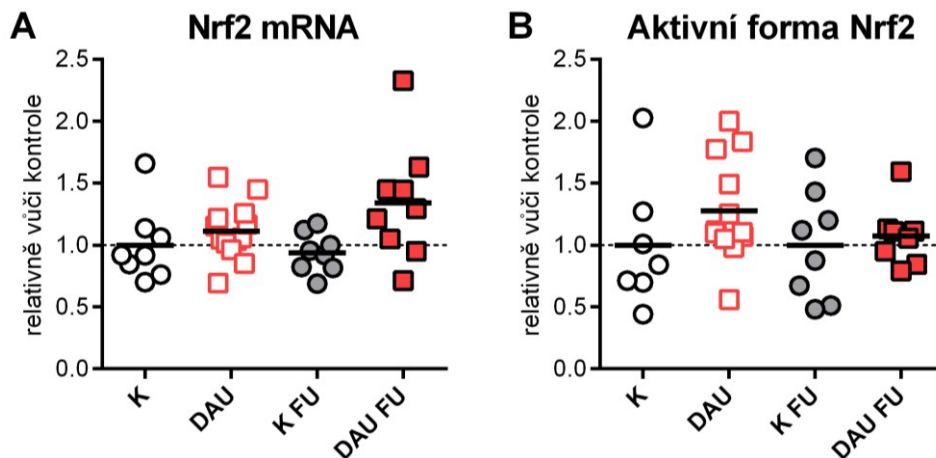 A Nrf2 mRNA
relativně vůči kontrole
2.5
2.0
1.5
1.0
0.5
0.0
K
DAU
K FU
DAU FU
B Aktivní forma Nrf2
relativně vůči kontrole
2.5
2.0
1.5
1.0
0.5
0.0
K
DAU
K FU
DAU FU